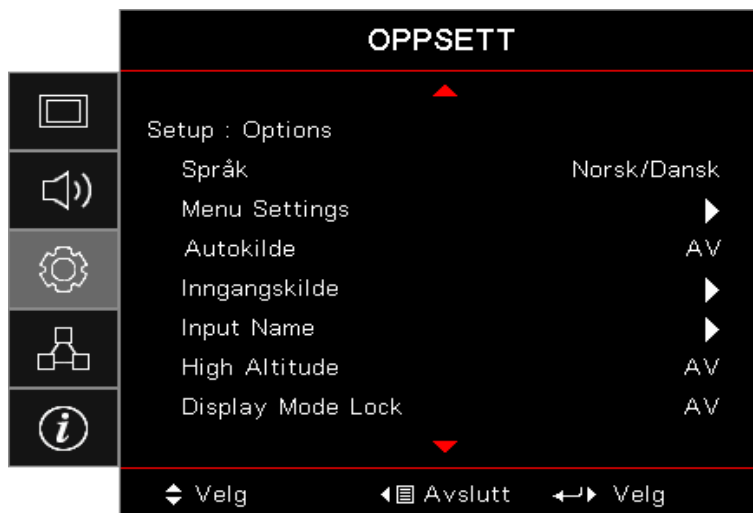 OPPSETT
Setup : Options
Språk Norsk/Dansk
Menu Settings
Autokilde AV
Inngangskilde
Input Name
High Altitude AV
Display Mode Lock AV
Velg Avslutt Velg